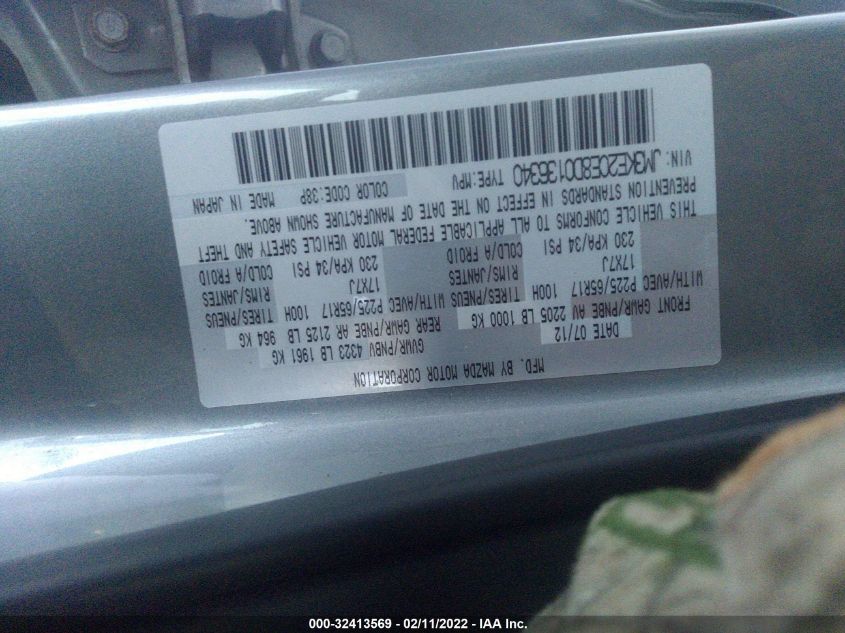 MFD. BY MAZDA MOTOR CORPORATION
DATE 07/12 GVWR/PNBV 4323 LB 1961 KG
FRONT GAWR/PNBE AV 2205 LB 1000 KG REAR GAWR/PNBE AR 2125 LB 964 KG
WITH/AVEC P225/65R17 100H TIRES/PNEUS WITH/AVEC P225/65R17 100H TIRES/PNEUS
17X7J RIMS/JANTES 17X7J RIMS/JANTES
230 KPA/34 PSI COLD/A FROID 230 KPA/34 PSI COLD/A FROID
THIS VEHICLE CONFORMS TO ALL APPLICABLE FEDERAL MOTOR VEHICLE SAFETY AND THEFT
PREVENTION STANDARDS IN EFFECT ON THE DATE OF MANUFACTURE SHOWN ABOVE.
VIN: JM3KE2CE8D0136340 TYPE:MPV COLOR CODE:38P MADE IN JAPAN
000-32413569 - 02/11/2022 - IAA Inc.